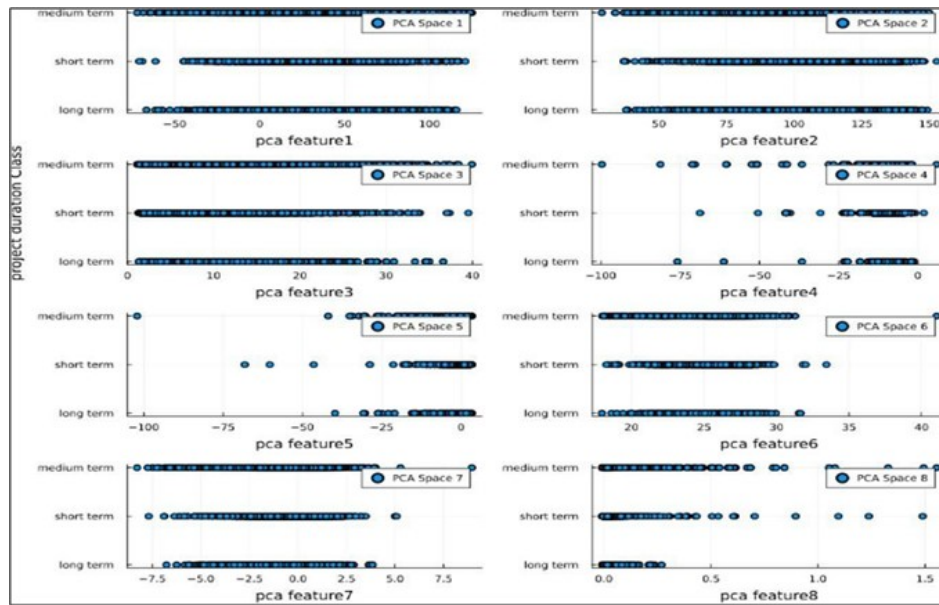 project duration Class
medium term
short term
long term
PCA Space 1
−50 0 50 100
pca feature1
medium term
short term
long term
PCA Space 2
50 75 100 125 150
pca feature2
medium term
short term
long term
PCA Space 3
0 10 20 30 40
pca feature3
medium term
short term
long term
PCA Space 4
−100 −75 −50 −25 0
pca feature4
medium term
short term
long term
PCA Space 5
−100 −75 −50 −25 0
pca feature5
medium term
short term
long term
PCA Space 6
20 25 30 35 40
pca feature6
medium term
short term
long term
PCA Space 7
−7.5 −5.0 −2.5 0.0 2.5 5.0 7.5
pca feature7
medium term
short term
long term
PCA Space 8
0.0 0.5 1.0 1.5
pca feature8